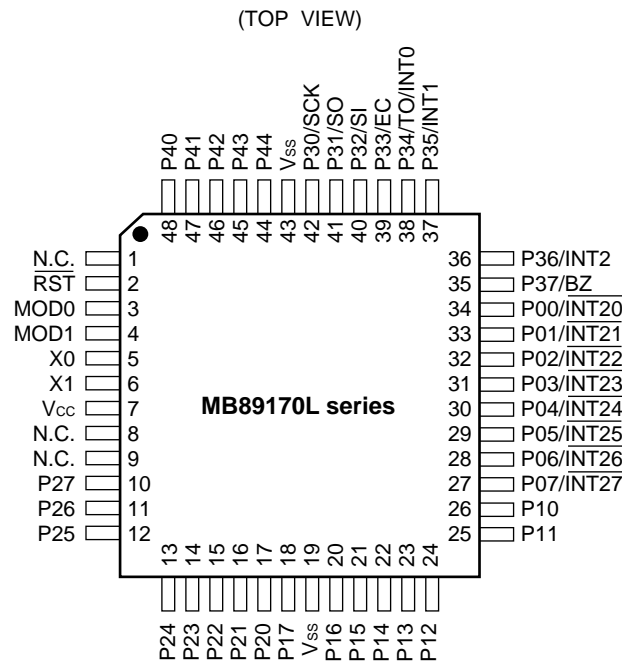 (TOP VIEW)
P40
P41
P42
P43
P44
Vss
P30/SCK
P31/SO
P32/SI
P33/EC
P34/TO/INT0
P35/INT1
48
47
46
45
44
43
42
41
40
39
38
37
N.C. 1
RST 2
MOD0 3
MOD1 4
X0 5
X1 6
Vcc 7
N.C. 8
N.C. 9
P27 10
P26 11
P25 12
MB89170L series
36 P36/INT2
35 P37/BZ
34 P00/INT20
33 P01/INT21
32 P02/INT22
31 P03/INT23
30 P04/INT24
29 P05/INT25
28 P06/INT26
27 P07/INT27
26 P10
25 P11
13
14
15
16
17
18
19
20
21
22
23
24
P24
P23
P22
P21
P20
P17
Vss
P16
P15
P14
P13
P12